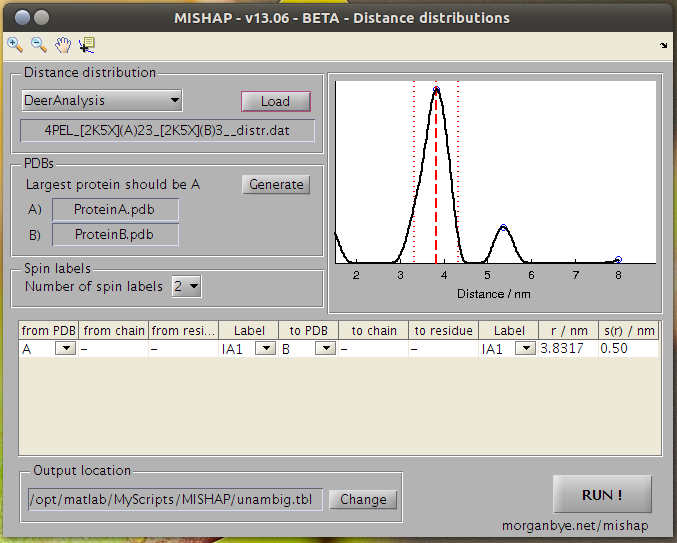 MISHAP - v13.06 - BETA - Distance distributions
Distance distribution
DeerAnalysis
Load
4PEL_[2K5X](A)23_[2K5X](B)3__distr.dat
PDBs
Largest protein should be A
Generate
A) ProteinA.pdb
B) ProteinB.pdb
Spin labels
Number of spin labels 2
2 3 4 5 6 7 8
Distance / nm
from PDB from chain from resi... Label to PDB to chain to residue Label r / nm s(r) / nm
A – – IA1 B – – IA1 3.8317 0.50
Output location
/opt/matlab/MyScripts/MISHAP/unambig.tbl
Change
RUN !
morganbye.net/mishap